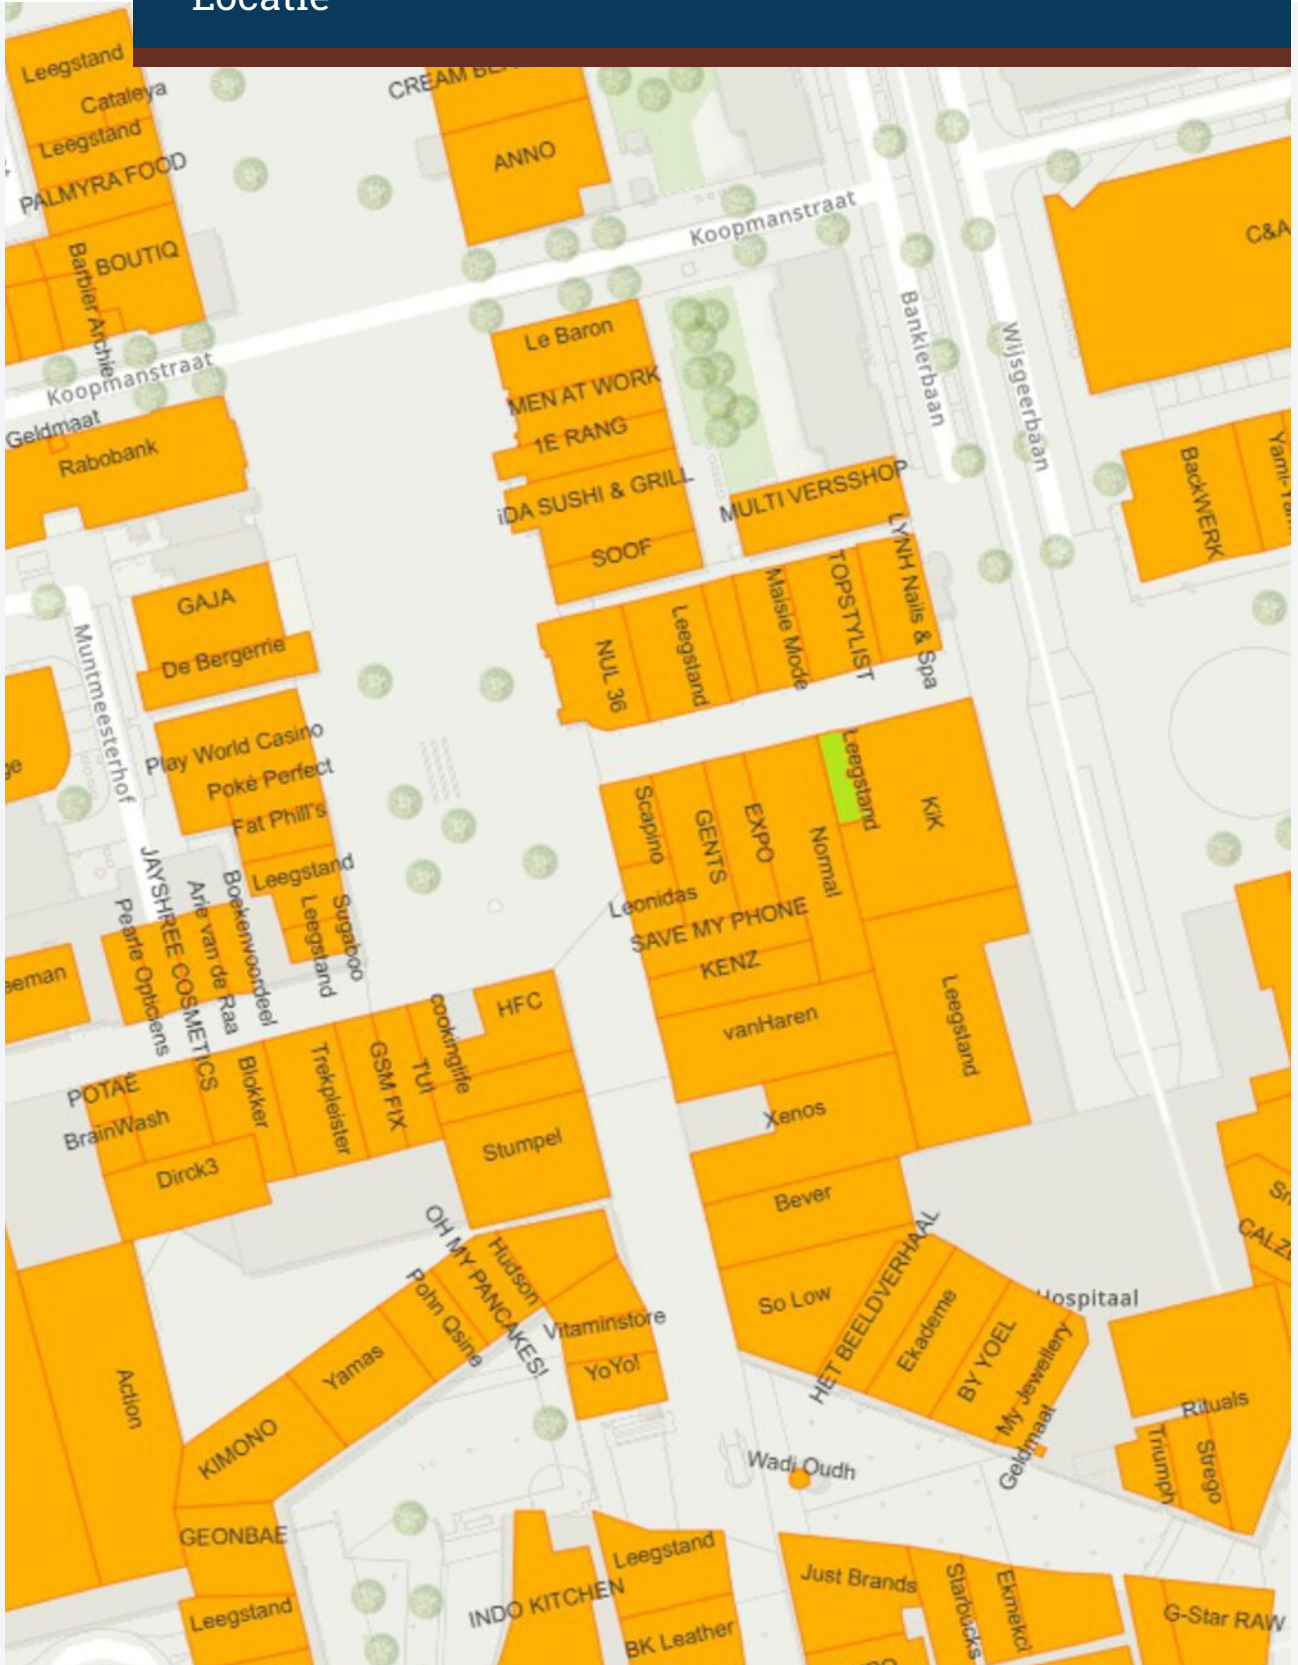 Locatie
Leegstand
Cataleya
Leegstand
PALMYRA FOOD
BOUTIQ
Barbier Archie
Koopmanstraat
Geldmaat
Rabobank
ANNO
Koopmanstraat
Bankierbaan
Wijsgeerbaan
C&A
BackWERK
Le Baron
MEN AT WORK
1E RANG
iDA SUSHI & GRILL
SOOF
MULTI VERSSHOP
NUL 36
Leegstand
Maisie Mode
TOPSTYLIST
LYNH Nails & Spa
GAJA
De Bergerrie
Muntmeesterhof
Play World Casino
Poké Perfect
Fat Phill's
Leegstand
Leegstand
Sugaboo
JAYSHREE COSMETICS
Pearle Opticiens
Arie van de Raa
Boekenvoordeel
Scapino
GENTS
EXPO
Normal
Leegstand
KiK
Leonidas
SAVE MY PHONE
KENZ
vanHaren
Leegstand
Xenos
Bever
So Low
HFC
cookinglife
TUI
GSM FIX
Trekpleister
Blokker
POTAE
BrainWash
Dirck3
Stumpel
Hudson
OH MY PANCAKES!
Pohn Qsine
Yamas
KIMONO
Vitaminstore
YoYo!
Action
GEONBAE
Leegstand
HET BEELDVERHAAL
Ekademe
BY YOEL
My Jewellery
Geldmaat
Hospitaal
Rituals
Triumph
Strego
Wadi Oudh
INDO KITCHEN
Leegstand
BK Leather
Just Brands
Starbucks
Ekmekci
G-Star RAW